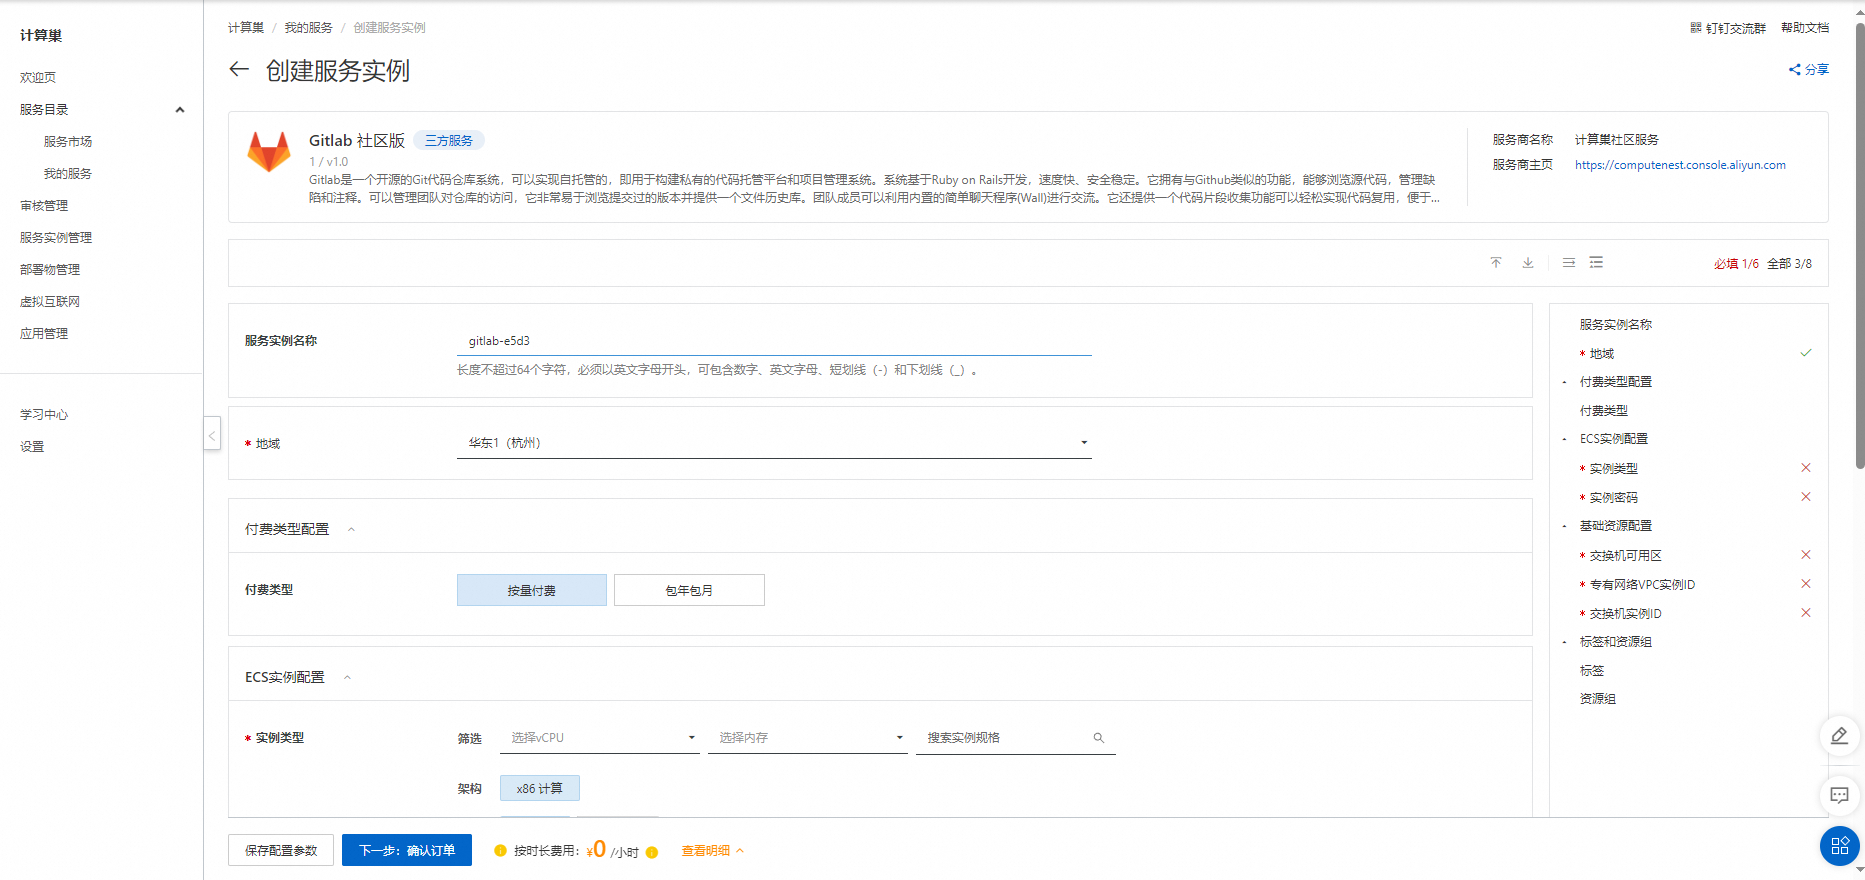 计算巢
欢迎页
服务目录
服务市场
我的服务
审核管理
服务实例管理
部署物管理
虚拟互联网
应用管理
学习中心
设置
计算巢 / 我的服务 / 创建服务实例
钉钉交流群 帮助文档
创建服务实例
分享
Gitlab 社区版 三方服务
1 / v1.0
Gitlab是一个开源的Git代码仓库系统，可以实现自托管的，即用于构建私有的代码托管平台和项目管理系统。系统基于Ruby on Rails开发，速度快、安全稳定。它拥有与Github类似的功能，能够浏览源代码，管理缺
陷和注释。可以管理团队对仓库的访问，它非常易于浏览提交过的版本并提供一个文件历史库。团队成员可以利用内置的简单聊天程序(Wall)进行交流。它还提供一个代码片段收集功能可以轻松实现代码复用，便于...
服务商名称 计算巢社区服务
服务商主页 https://computenest.console.aliyun.com
必填 1/6 全部 3/8
服务实例名称 gitlab-e5d3
长度不超过64个字符，必须以英文字母开头，可包含数字、英文字母、短划线（-）和下划线（_）。
* 地域 华东1（杭州）
付费类型配置
付费类型 按量付费 包年包月
ECS实例配置
* 实例类型 筛选 选择vCPU 选择内存 搜索实例规格
架构 x86 计算
服务实例名称
* 地域
付费类型配置
付费类型
ECS实例配置
* 实例类型
* 实例密码
基础资源配置
* 交换机可用区
* 专有网络VPC实例ID
* 交换机实例ID
标签和资源组
标签
资源组
保存配置参数 下一步：确认订单 按时长费用： ¥0 /小时 查看明细